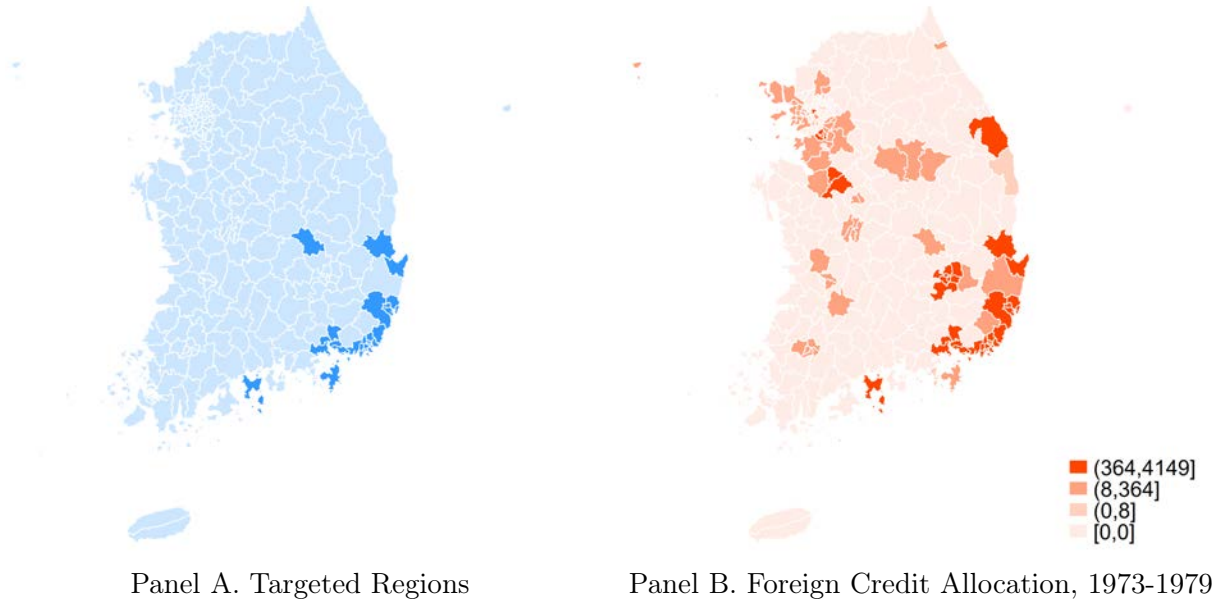 (364,4149]
(8,364]
(0,8]
[0,0]
Panel A. Targeted Regions
Panel B. Foreign Credit Allocation, 1973-1979